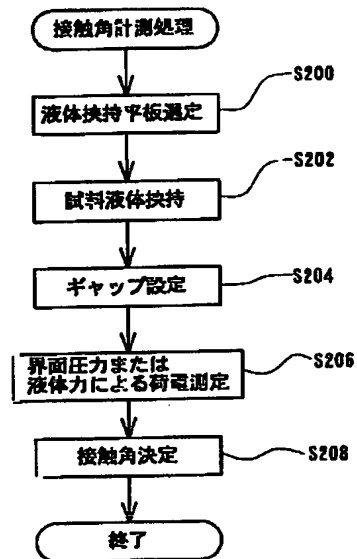 接触角計測処理
S200
液体挟持平板選定
S202
試料液体挟持
S204
ギャップ設定
S206
界面圧力または
液体力による荷重測定
S208
接触角決定
終了